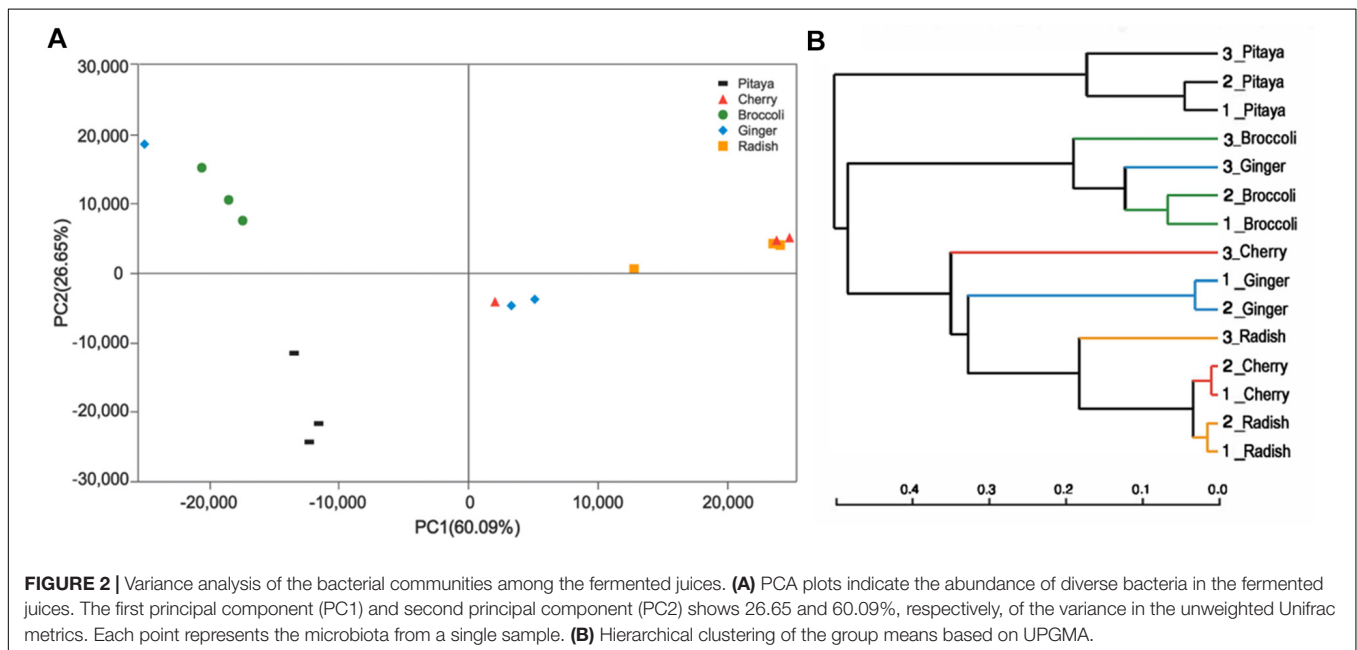 A
30,000
20,000
10,000
0
-10,000
-20,000
-30,000
PC2(26.65%)
-20,000 -10,000 0 10,000 20,000
PC1(60.09%)
Pitaya
Cherry
Broccoli
Ginger
Radish
B
3_Pitaya
2_Pitaya
1_Pitaya
3_Broccoli
3_Ginger
2_Broccoli
1_Broccoli
3_Cherry
1_Ginger
2_Ginger
3_Radish
2_Cherry
1_Cherry
2_Radish
1_Radish
0.4 0.3 0.2 0.1 0.0
FIGURE 2 | Variance analysis of the bacterial communities among the fermented juices. (A) PCA plots indicate the abundance of diverse bacteria in the fermented
juices. The first principal component (PC1) and second principal component (PC2) shows 26.65 and 60.09%, respectively, of the variance in the unweighted Unifrac
metrics. Each point represents the microbiota from a single sample. (B) Hierarchical clustering of the group means based on UPGMA.